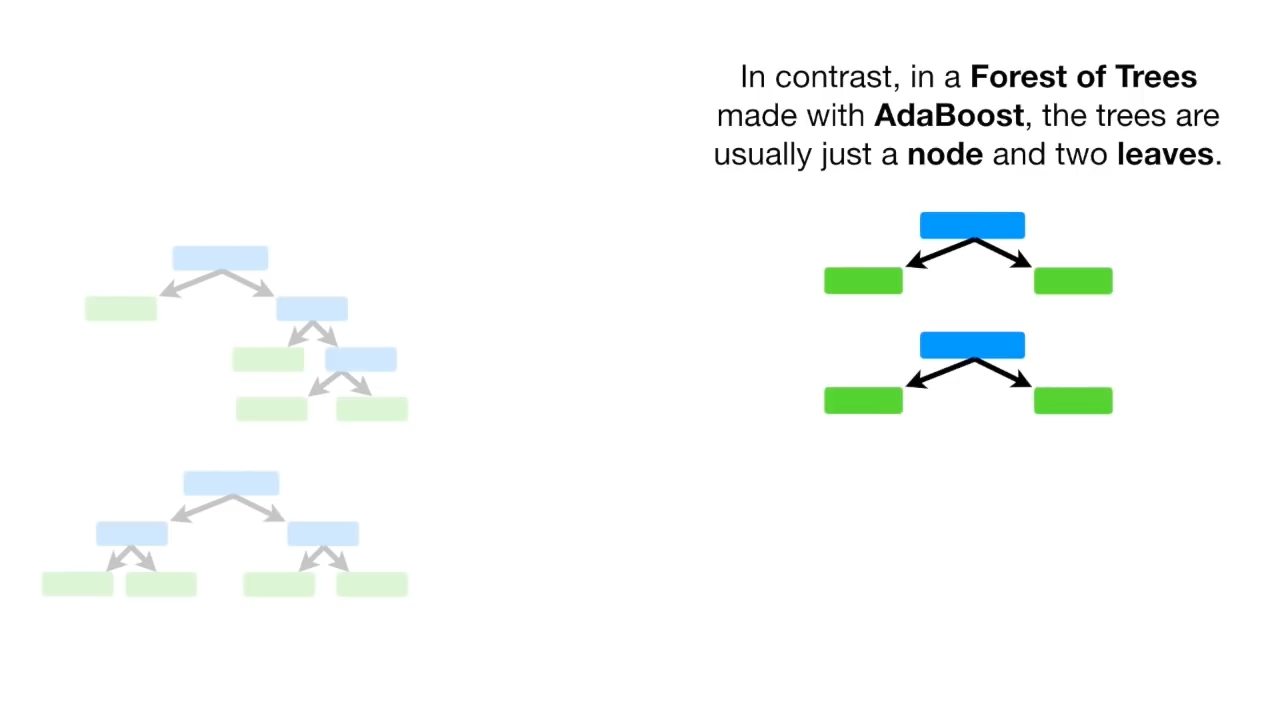 In contrast, in a Forest of Trees
made with AdaBoost, the trees are
usually just a node and two leaves.